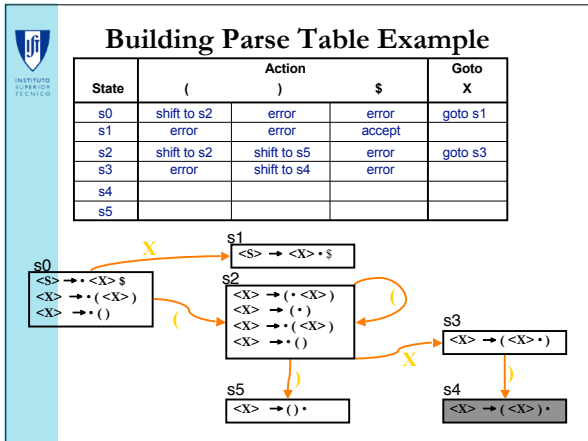 Building Parse Table Example
INSTITUTO
SUPERIOR
TÉCNICO
Action Goto
State ( ) $ X
s0 shift to s2 error error goto s1
s1 error error accept
s2 shift to s2 shift to s5 error goto s3
s3 error shift to s4 error
s4
s5
s0
<S> → • <X> $
<X> → • ( <X> )
<X> → • ( )
X
s1
<S> → <X> • $
(
s2
<X> → ( • <X> )
<X> → ( • )
<X> → • ( <X> )
<X> → • ( )
(
X
s3
<X> → ( <X> • )
)
s5
<X> → ( ) •
)
s4
<X> → ( <X> ) •